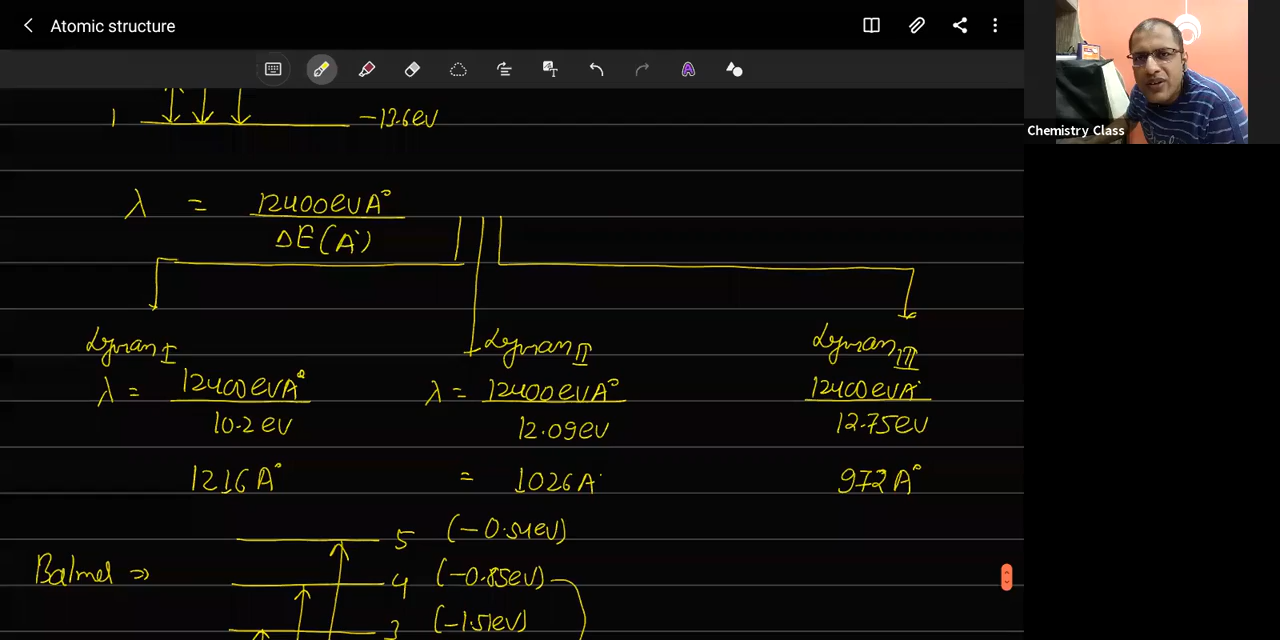 Atomic structure
Chemistry Class
1 -13.6eV
λ = 12400eVA°
ΔE(A°)
Lyman I Lyman II Lyman III
λ = 12400eVA° λ = 12400eVA° 12400eVA°
10.2eV 12.09eV 12.75eV
1216A° = 1026A° 972A°
5 (-0.54eV)
Balmer ⇒ 4 (-0.85eV)
3 (-1.51eV)